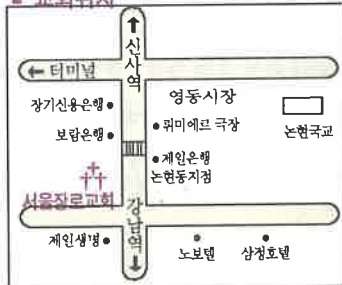 교회위치
신사역
← 터미널
장기신용은행
영동시장
보람은행
뤼미에르 극장
논현국교
제일은행
논현동지점
서울장로교회
강남역
제인생명
노보텔
삼정호텔